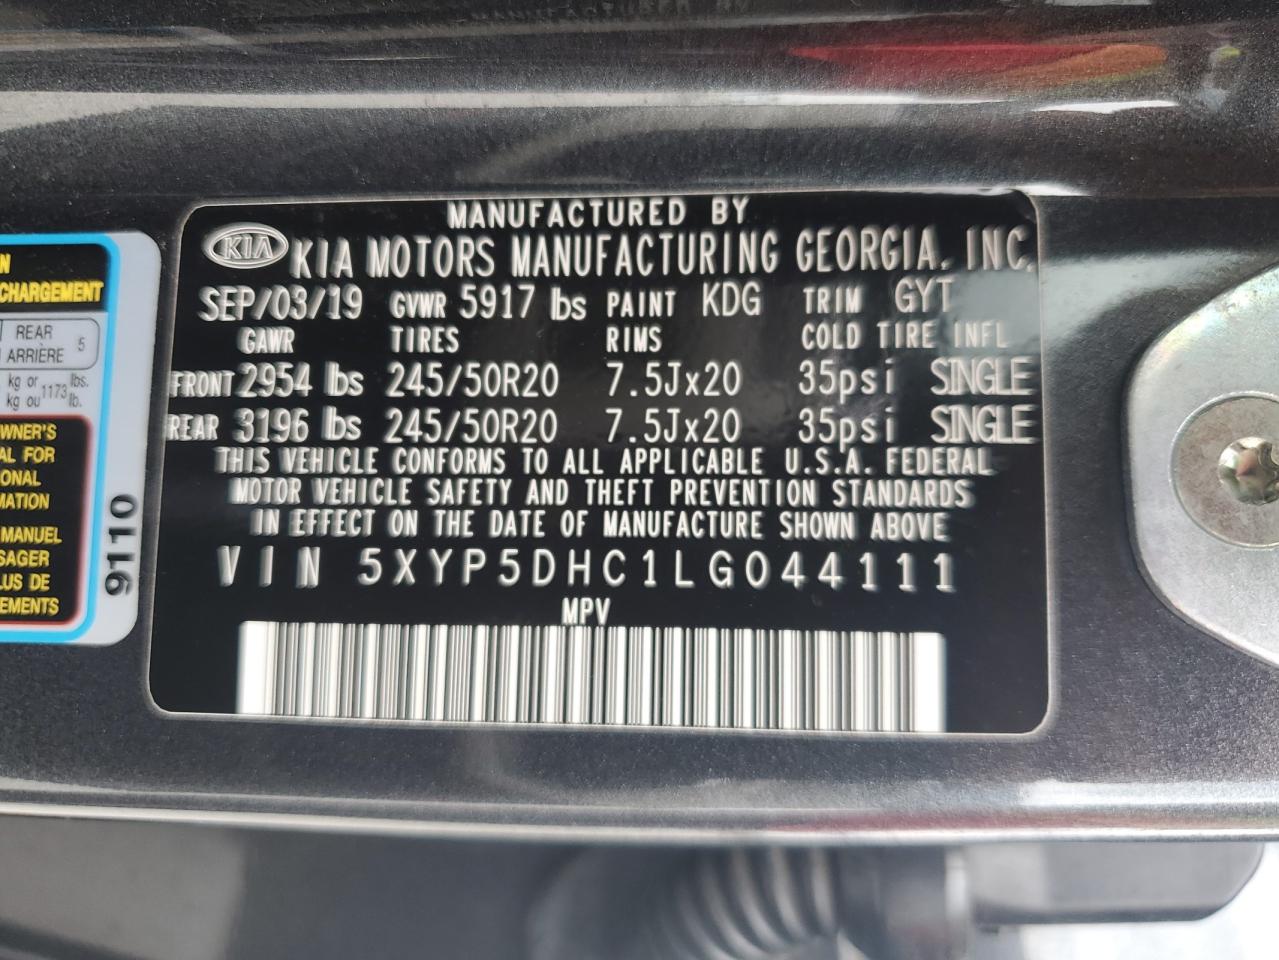 MANUFACTURED BY
KIA KIA MOTORS MANUFACTURING GEORGIA, INC.
SEP/03/19 GVWR 5917 lbs PAINT KDG TRIM GYT
GAWR TIRES RIMS COLD TIRE INFL
FRONT 2954 lbs 245/50R20 7.5Jx20 35psi SINGLE
REAR 3196 lbs 245/50R20 7.5Jx20 35psi SINGLE
THIS VEHICLE CONFORMS TO ALL APPLICABLE U.S.A. FEDERAL
MOTOR VEHICLE SAFETY AND THEFT PREVENTION STANDARDS
IN EFFECT ON THE DATE OF MANUFACTURE SHOWN ABOVE
VIN 5XYP5DHC1LG044111
MPV
N
CHARGEMENT
REAR
ARRIÈRE 5
kg or 1173 lbs.
kg ou lb.
WNER'S
AL FOR
ONAL
MATION
MANUEL
SAGER
LUS DE
EMENTS
9110